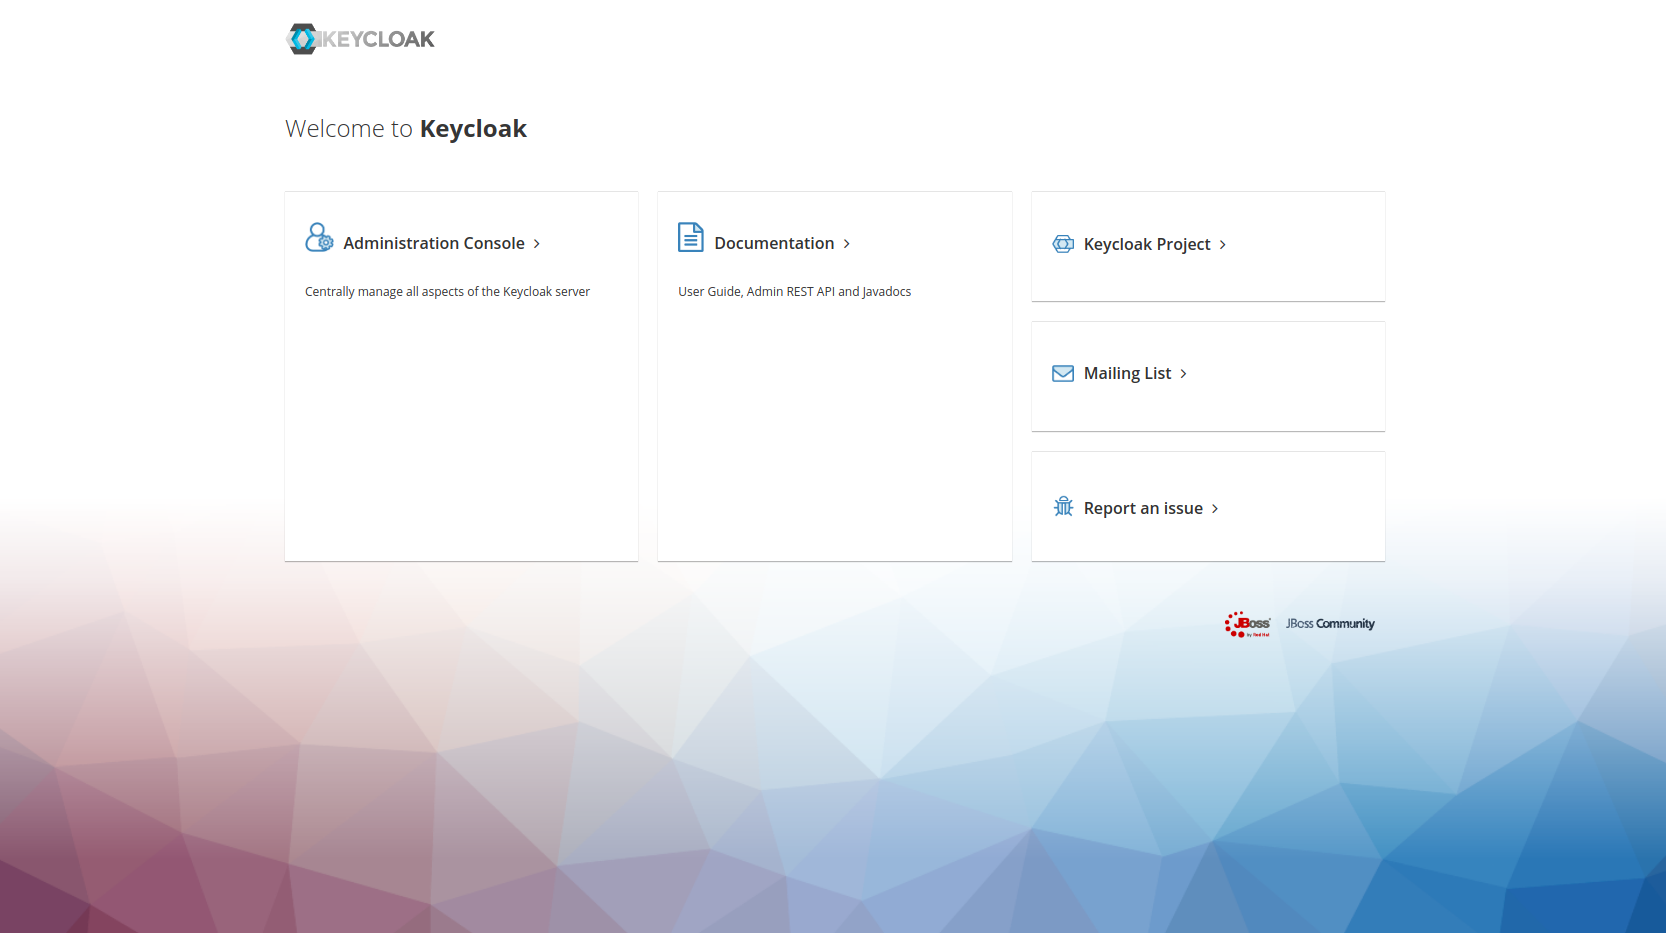 KEYCLOAK
Welcome to Keycloak
Administration Console
Centrally manage all aspects of the Keycloak server
Documentation
User Guide, Admin REST API and Javadocs
Keycloak Project
Mailing List
Report an issue
JBoss
by Red Hat
JBoss Community